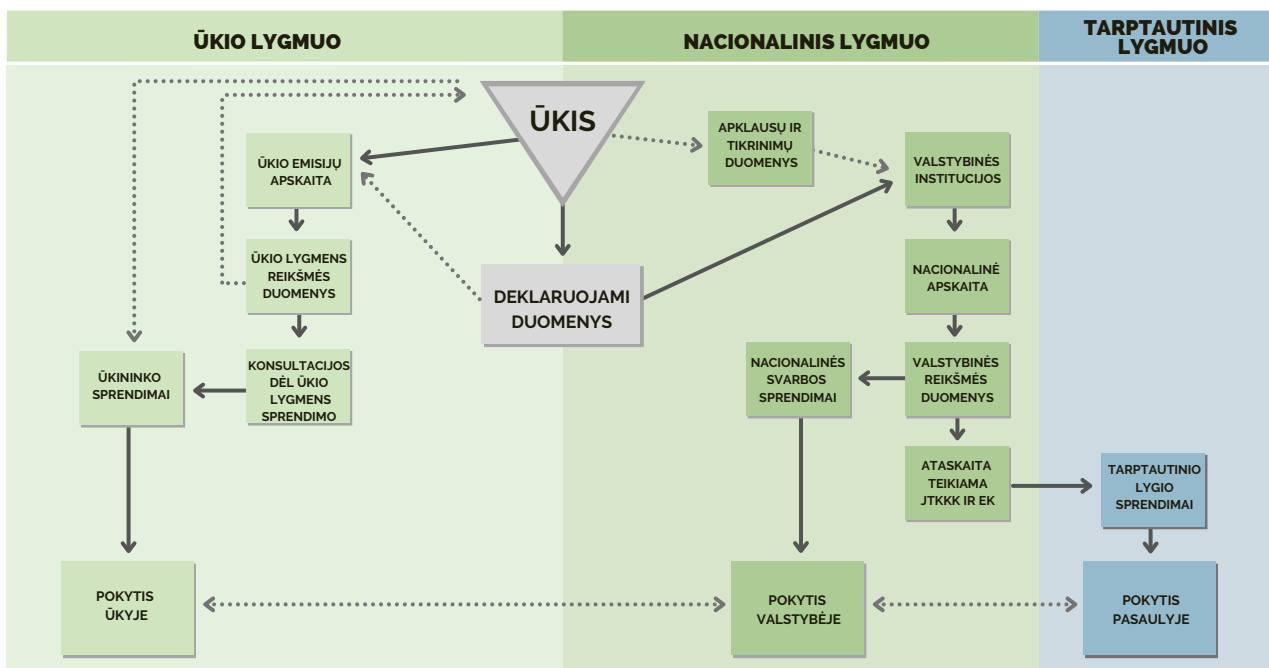 ŪKIO LYGMUO
NACIONALINIS LYGMUO
TARPTAUTINIS
LYGMUO
ŪKIS
ŪKIO EMISIJŲ
APSKAITA
ŪKIO LYGMENS
REIKŠMĖS
DUOMENYS
KONSULTACIJOS
DĖL ŪKIO
LYGMENS
SPRENDIMO
ŪKININKO
SPRENDIMAI
POKYTIS
ŪKYJE
DEKLARUOJAMI
DUOMENYS
APKLAUSŲ IR
TIKRINIMŲ
DUOMENYS
VALSTYBINĖS
INSTITUCIJOS
NACIONALINĖ
APSKAITA
VALSTYBINĖS
REIKŠMĖS
DUOMENYS
NACIONALINĖS
SVARBOS
SPRENDIMAI
ATASKAITA
TEIKIAMA
JTKKK IR EK
POKYTIS
VALSTYBĖJE
TARPTAUTINIO
LYGIO
SPRENDIMAI
POKYTIS
PASAULYJE